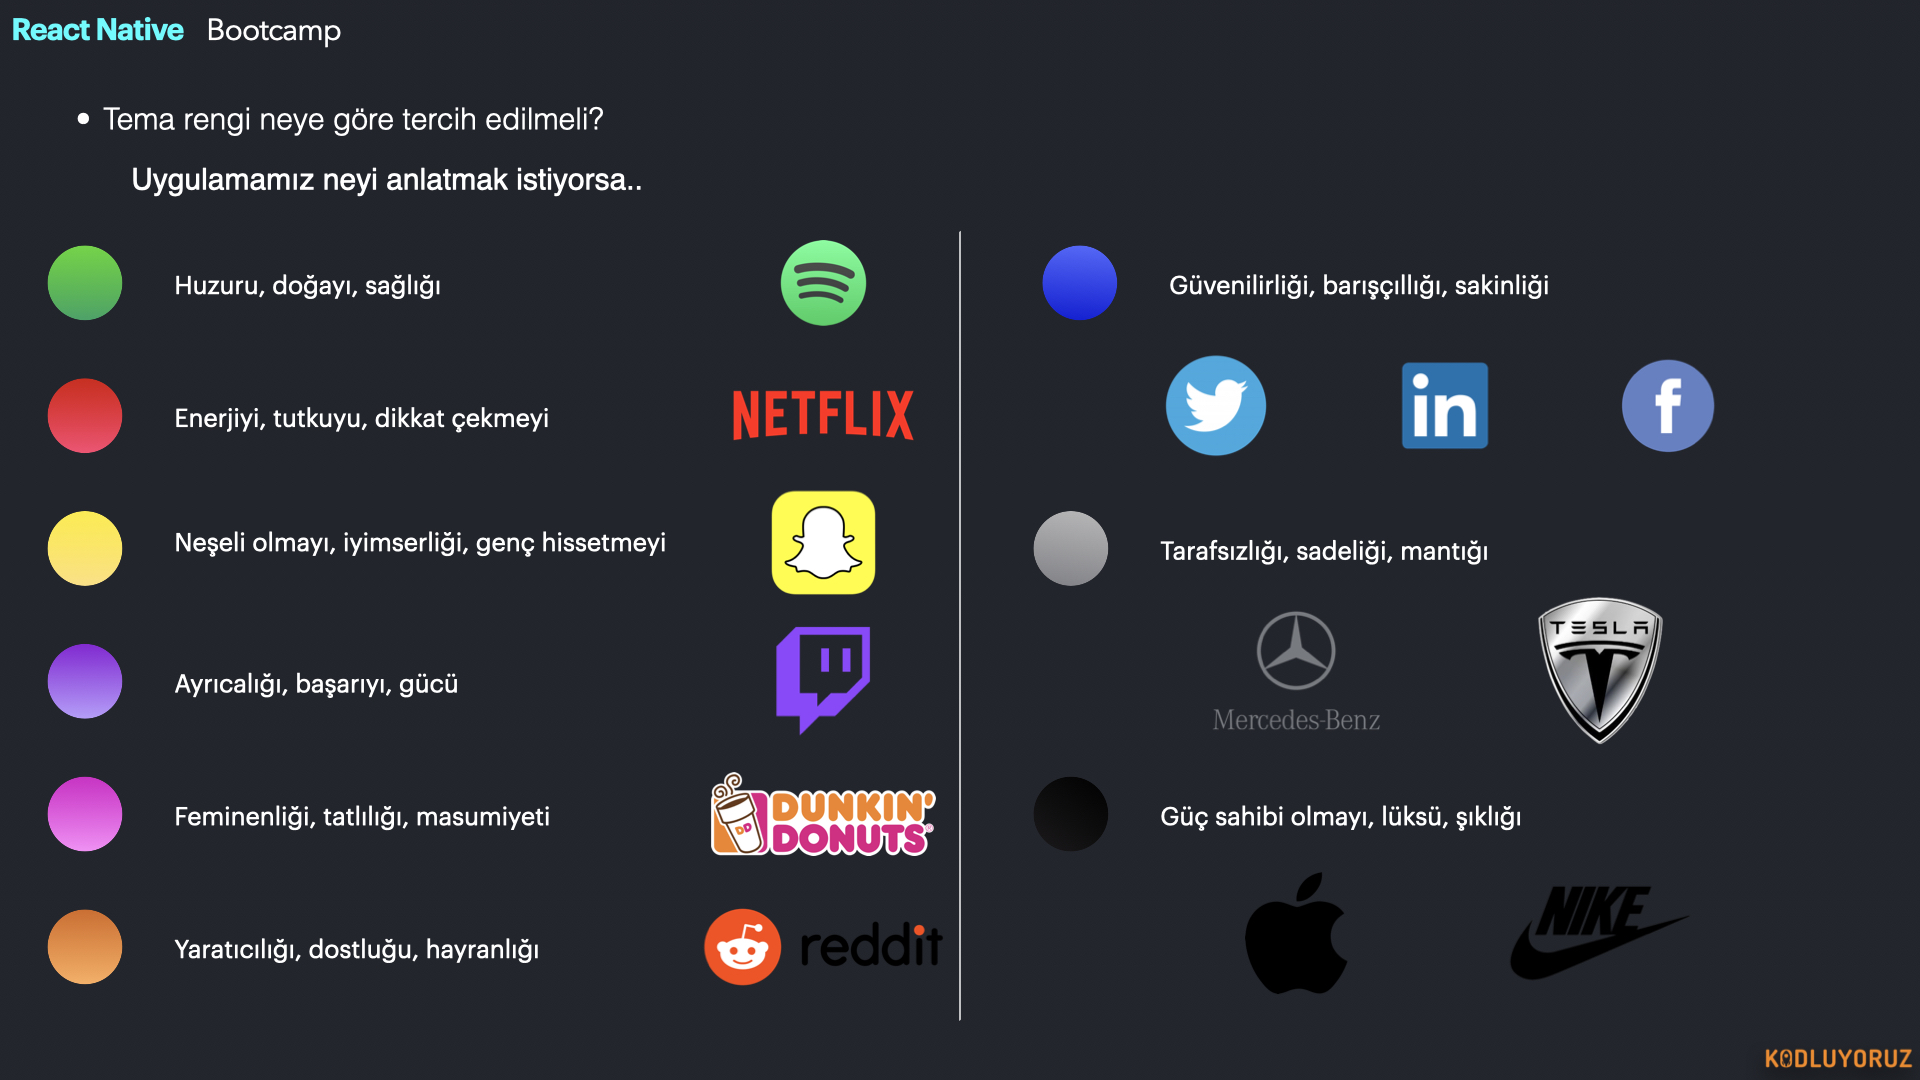 React Native Bootcamp
• Tema rengi neye göre tercih edilmeli?
Uygulamamız neyi anlatmak istiyorsa..
Huzuru, doğayı, sağlığı
Enerjiyi, tutkuyu, dikkat çekmeyi
NETFLIX
Neşeli olmayı, iyimserliği, genç hissetmeyi
Ayrıcalığı, başarıyı, gücü
Feminenliği, tatlılığı, masumiyeti
DD
DUNKIN'
DONUTS®
Yaratıcılığı, dostluğu, hayranlığı
reddit
Güvenilirliği, barışçıllığı, sakinliği
in
f
Tarafsızlığı, sadeliği, mantığı
Mercedes-Benz
TESLA
Güç sahibi olmayı, lüksü, şıklığı
NIKE
KODLUYORUZ